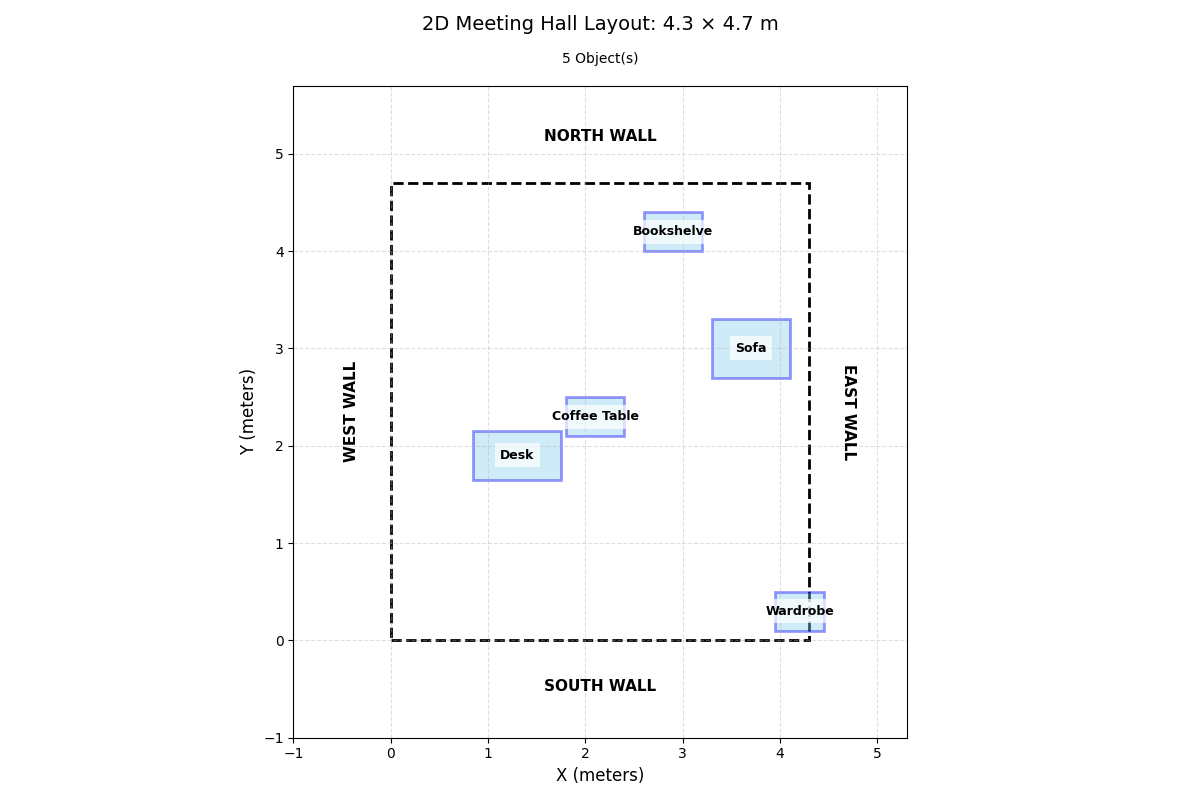 2D Meeting Hall Layout: 4.3 × 4.7 m
5 Object(s)
NORTH WALL
5
Bookshelve
4
Sofa
3
WEST WALL
EAST WALL
Y (meters)
Coffee Table
2
Desk
1
Wardrobe
0
SOUTH WALL
−1
−1 0 1 2 3 4 5
X (meters)